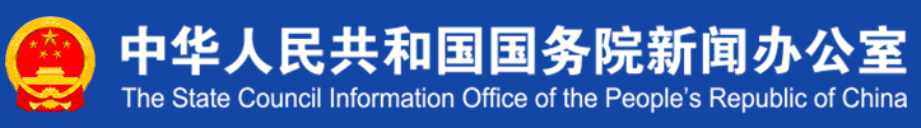 中华人民共和国国务院新闻办公室
The State Council Information Office of the People's Republic of China